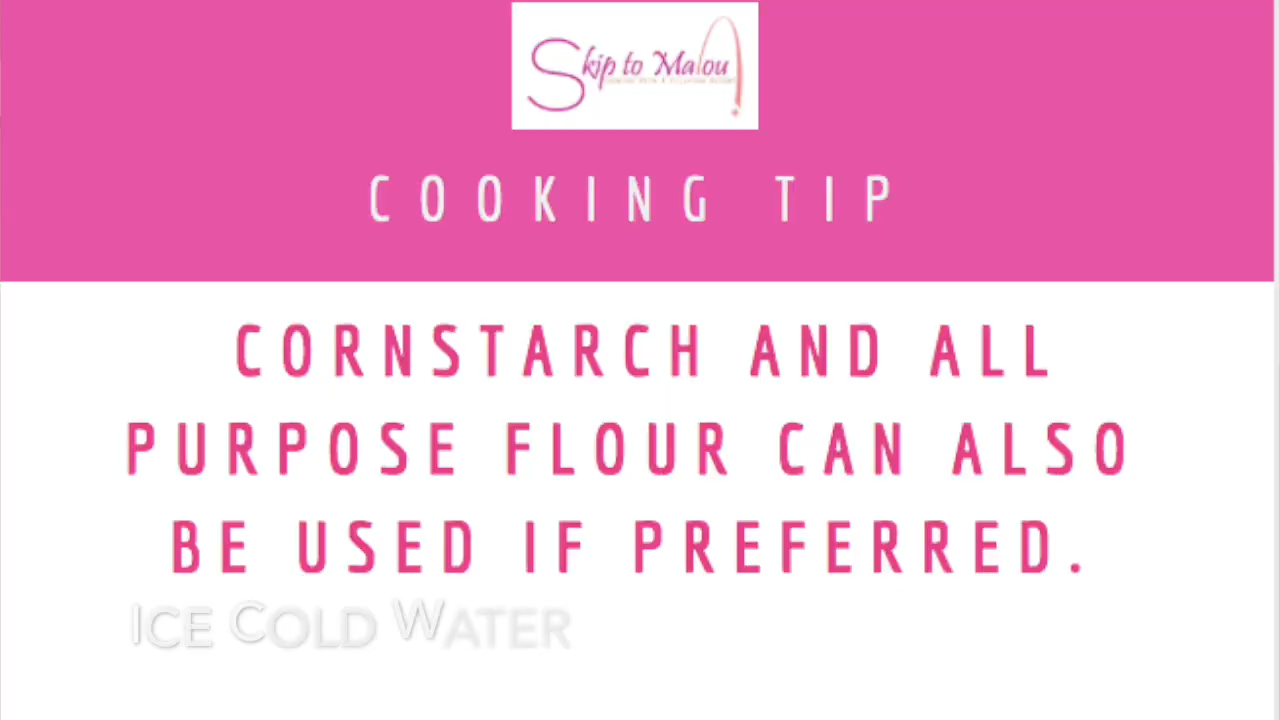 Skip to Malou
COOKING TIP
CORNSTARCH AND ALL
PURPOSE FLOUR CAN ALSO
BE USED IF PREFERRED.
ICE COLD WATER